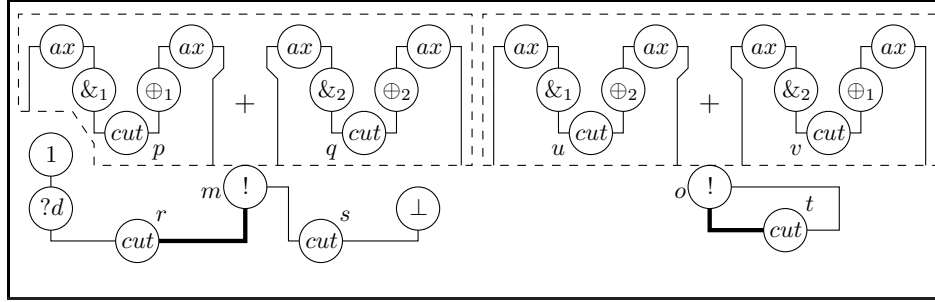 ax ax ax ax ax ax ax ax
&₁ ⊕₁ + &₂ ⊕₂ &₁ ⊕₂ + &₂ ⊕₁
cut p cut q cut u cut v
1
?d m ! ⊥ o !
cut r cut s cut t